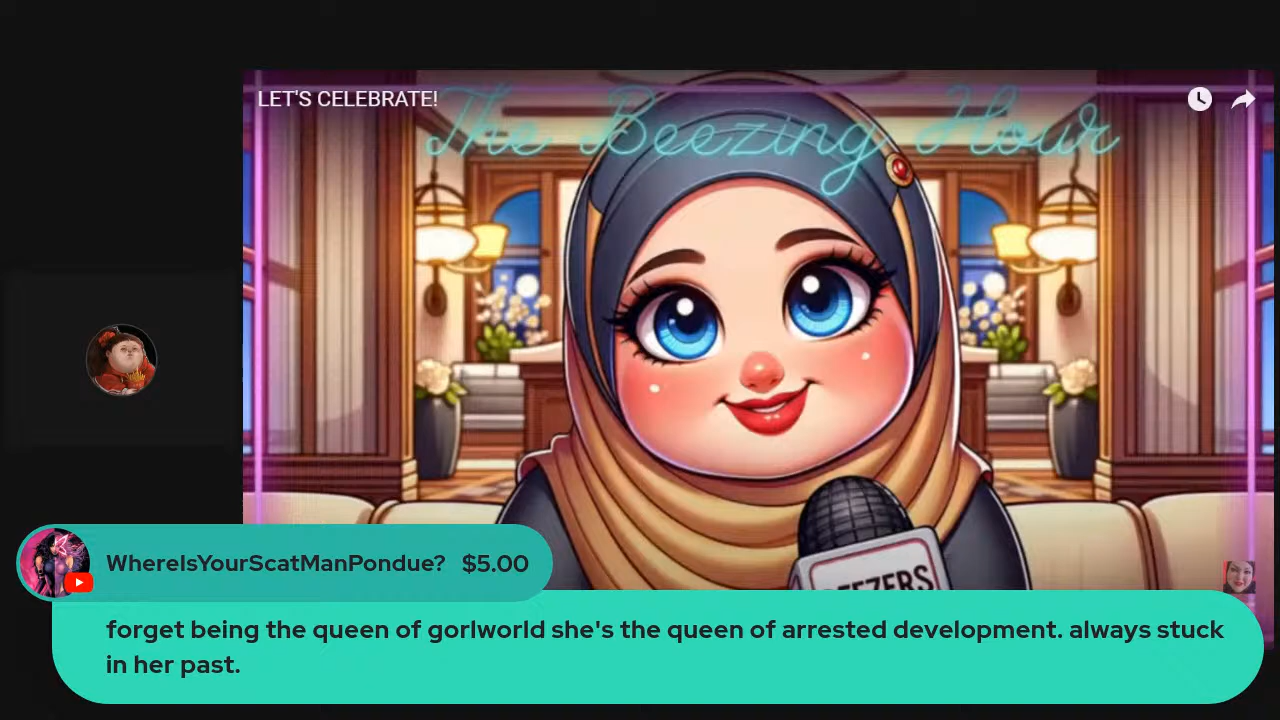 LET'S CELEBRATE!
The Beezing Hour
BEEZERS
WhereIsYourScatManPondue? $5.00
forget being the queen of gorlworld she's the queen of arrested development. always stuck
in her past.